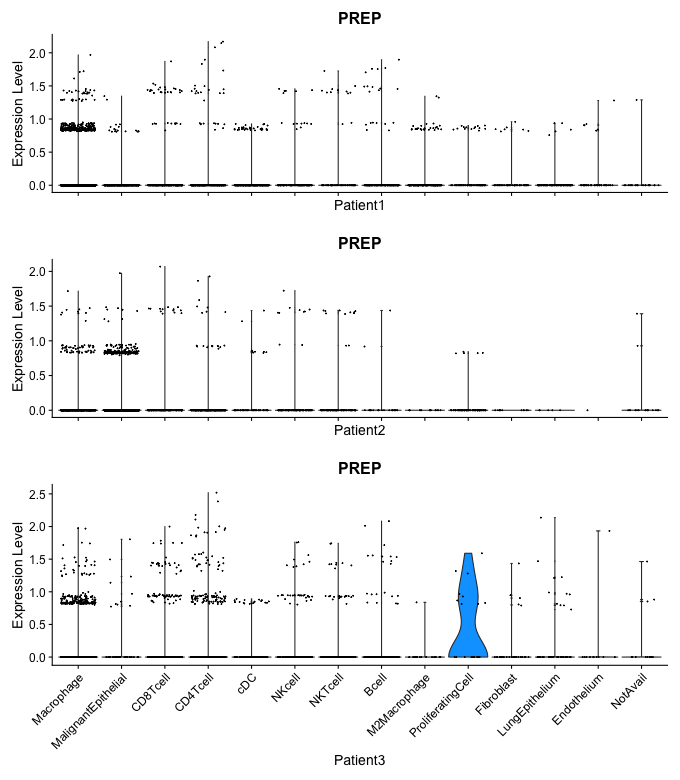 PREP
Expression Level
2.0
1.5
1.0
0.5
0.0
Patient1
PREP
Expression Level
2.0
1.5
1.0
0.5
0.0
Patient2
PREP
Expression Level
2.5
2.0
1.5
1.0
0.5
0.0
Macrophage
MalignantEpithelial
CD8Tcell
CD4Tcell
cDC
NKcell
NKTcell
Bcell
M2Macrophage
ProliferatingCell
Fibroblast
LungEpithelium
Endothelium
NotAvail
Patient3